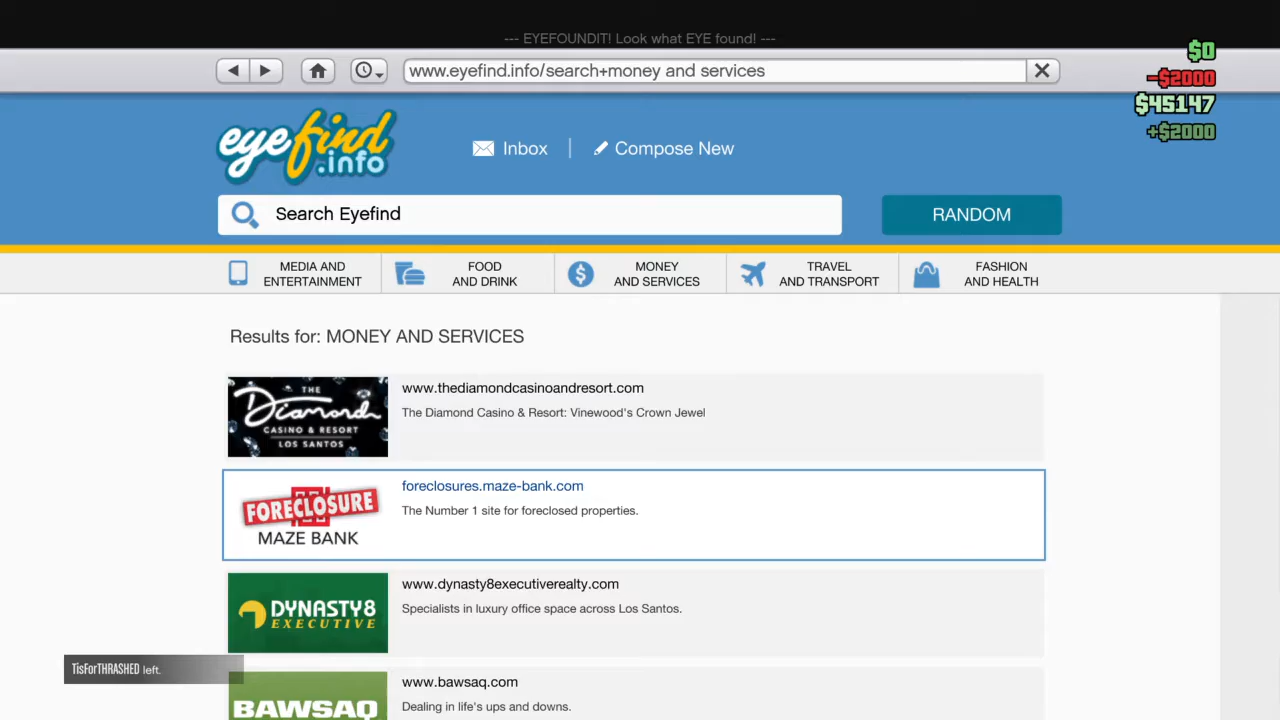 --- EYEFOUNDIT! Look what EYE found! ---
www.eyefind.info/search+money and services
$0
-$2000
$45147
+$2000
eyefind
.info
Inbox
Compose New
Search Eyefind
RANDOM
MEDIA AND
ENTERTAINMENT
FOOD
AND DRINK
MONEY
AND SERVICES
TRAVEL
AND TRANSPORT
FASHION
AND HEALTH
Results for: MONEY AND SERVICES
THE
Diamond
CASINO & RESORT
LOS SANTOS
www.thediamondcasinoandresort.com
The Diamond Casino & Resort: Vinewood's Crown Jewel
FORECLOSURE
MAZE BANK
foreclosures.maze-bank.com
The Number 1 site for foreclosed properties.
DYNASTY8
EXECUTIVE
www.dynasty8executiverealty.com
Specialists in luxury office space across Los Santos.
TisForTHRASHED left.
BAWSAQ
www.bawsaq.com
Dealing in life's ups and downs.